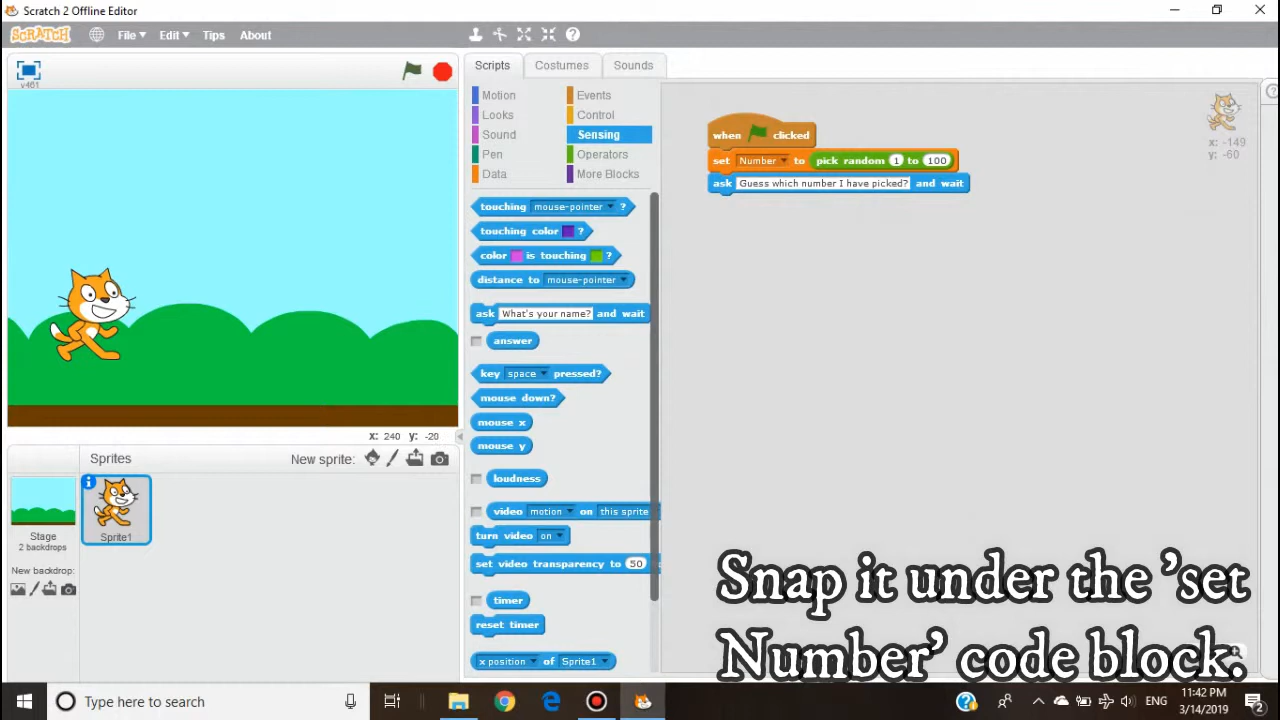 Scratch 2 Offline Editor
SCRATCH File Edit Tips About
v461
Scripts Costumes Sounds
Motion Events
Looks Control
Sound Sensing
Pen Operators
Data More Blocks
touching mouse-pointer ?
touching color ?
color is touching ?
distance to mouse-pointer
ask What's your name? and wait
answer
key space pressed?
mouse down?
mouse x
mouse y
loudness
video motion on this sprite
turn video on
set video transparency to 50
timer
reset timer
x position of Sprite1
when clicked
set Number to pick random 1 to 100
ask Guess which number I have picked? and wait
x: -149
y: -60
x: 240 y: -20
Sprites New sprite:
Stage
2 backdrops
New backdrop:
Sprite1
Snap it under the 'set
Number' code block.
Type here to search
ENG
11:42 PM
3/14/2019
2